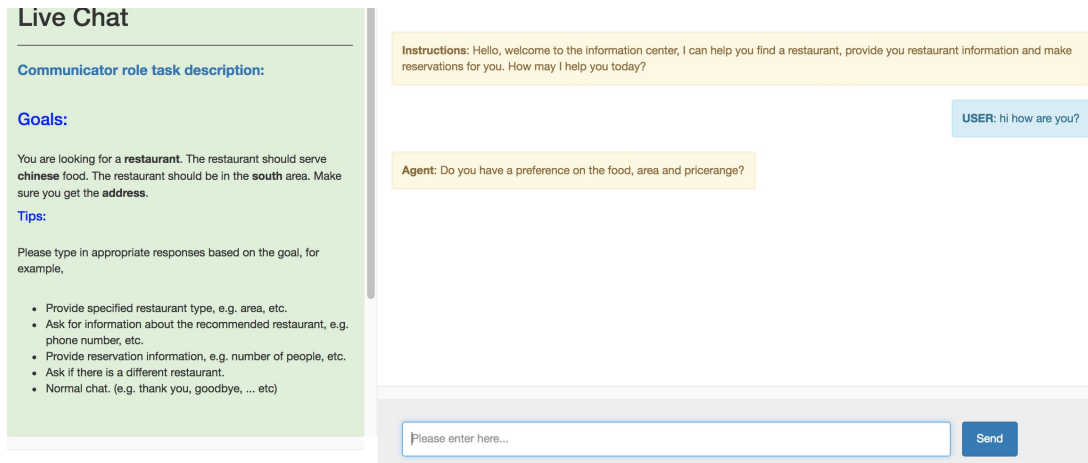 Live Chat
Communicator role task description:
Goals:
You are looking for a restaurant. The restaurant should serve
chinese food. The restaurant should be in the south area. Make
sure you get the address.
Tips:
Please type in appropriate responses based on the goal, for
example,
• Provide specified restaurant type, e.g. area, etc.
• Ask for information about the recommended restaurant, e.g.
phone number, etc.
• Provide reservation information, e.g. number of people, etc.
• Ask if there is a different restaurant.
• Normal chat. (e.g. thank you, goodbye, ... etc)
Instructions: Hello, welcome to the information center, I can help you find a restaurant, provide you restaurant information and make
reservations for you. How may I help you today?
USER: hi how are you?
Agent: Do you have a preference on the food, area and pricerange?
Please enter here...
Send